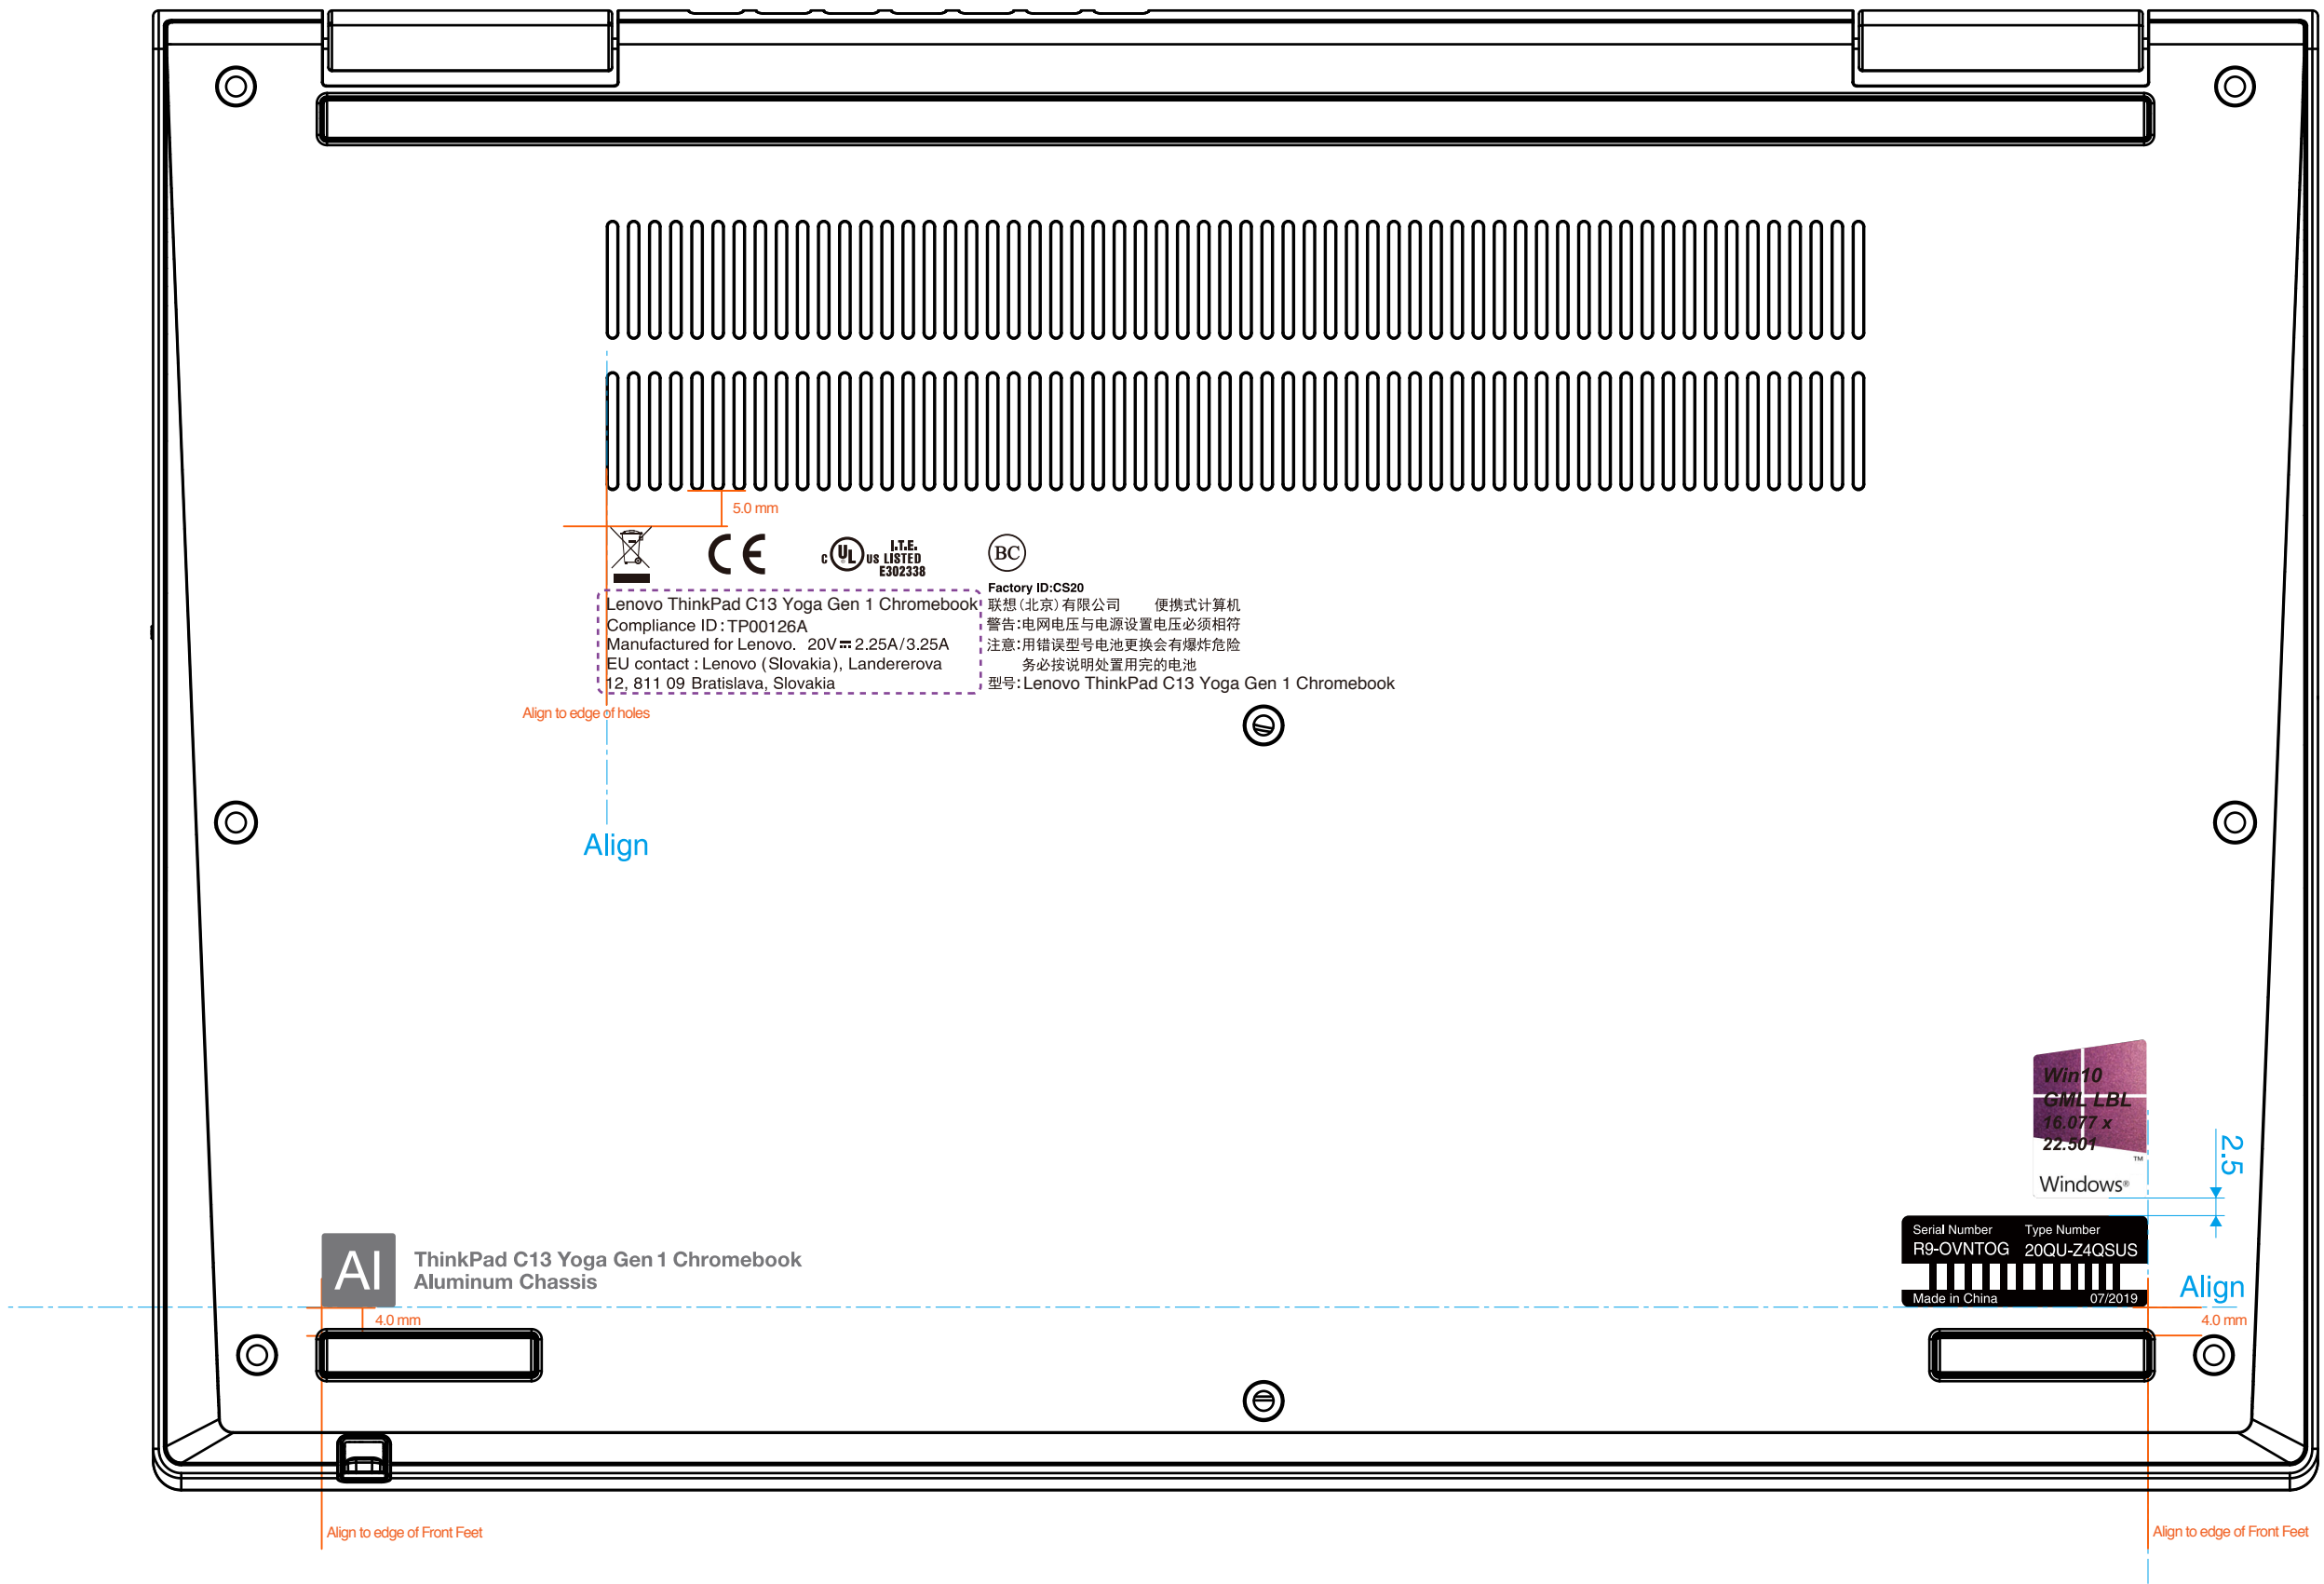 5.0 mm
CE
C UL US LISTED
I.T.E.
E302338
BC
Factory ID:CS20
Lenovo ThinkPad C13 Yoga Gen 1 Chromebook
Compliance ID : TP00126A
Manufactured for Lenovo. 20V⎓2.25A/3.25A
EU contact : Lenovo (Slovakia), Landererova
12, 811 09 Bratislava, Slovakia
联想(北京)有限公司 便携式计算机
警告:电网电压与电源设置电压必须相符
注意:用错误型号电池更换会有爆炸危险
务必按说明处置用完的电池
型号:Lenovo ThinkPad C13 Yoga Gen 1 Chromebook
Align to edge of holes
Align
Win10
GML LBL
16.077 x
22.501
TM
Windows®
2.5
Serial Number Type Number
R9-OVNTOG 20QU-Z4QSUS
Made in China 07/2019
Align
4.0 mm
Al
ThinkPad C13 Yoga Gen 1 Chromebook
Aluminum Chassis
4.0 mm
Align to edge of Front Feet
Align to edge of Front Feet